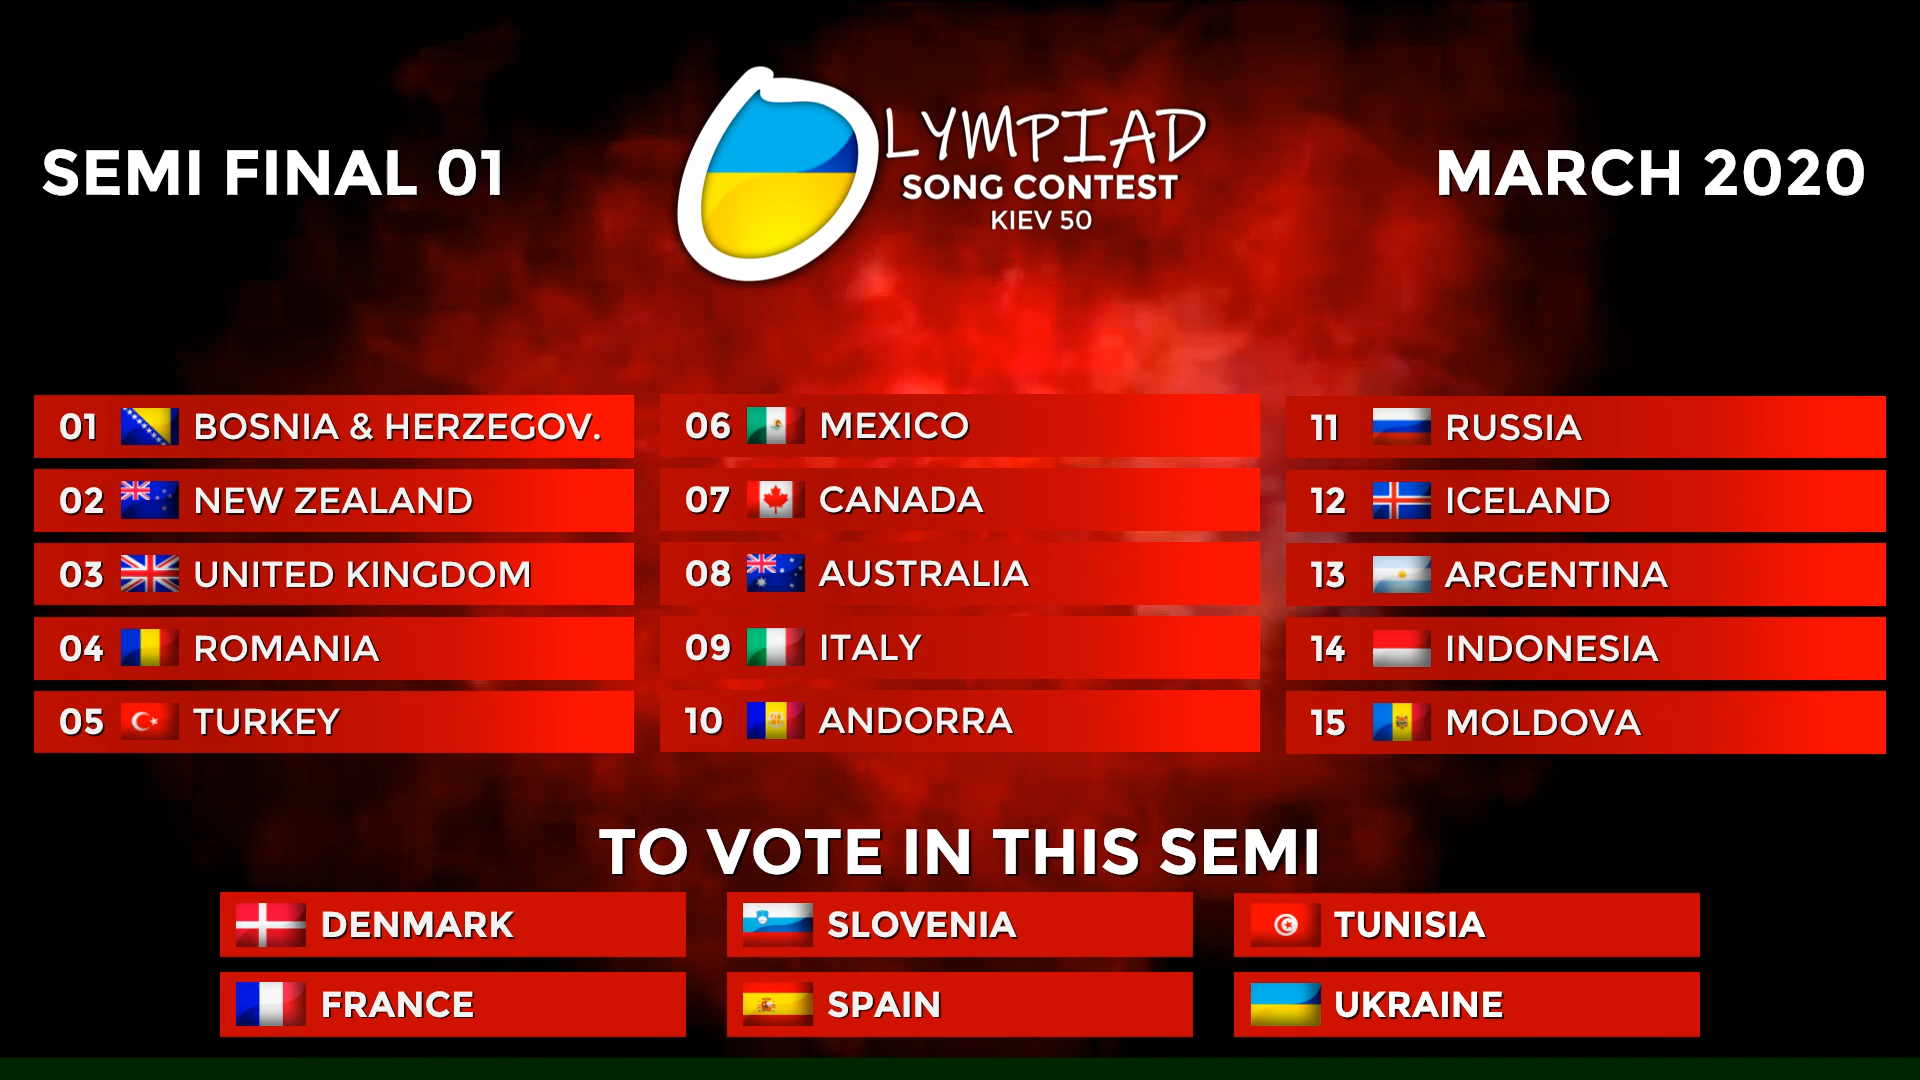 SEMI FINAL 01
OLYMPIAD
SONG CONTEST
KIEV 50
MARCH 2020
01 BOSNIA & HERZEGOV.
02 NEW ZEALAND
03 UNITED KINGDOM
04 ROMANIA
05 TURKEY
06 MEXICO
07 CANADA
08 AUSTRALIA
09 ITALY
10 ANDORRA
11 RUSSIA
12 ICELAND
13 ARGENTINA
14 INDONESIA
15 MOLDOVA
TO VOTE IN THIS SEMI
DENMARK
SLOVENIA
TUNISIA
FRANCE
SPAIN
UKRAINE